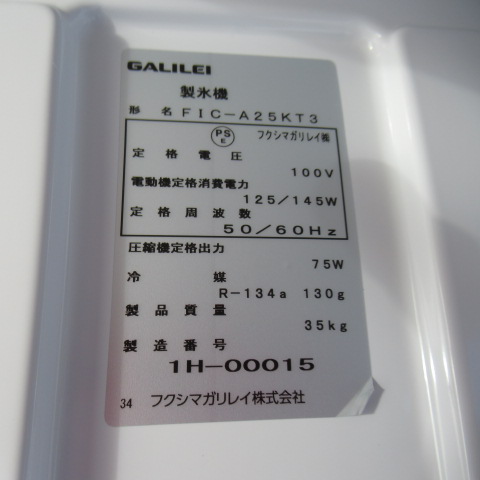 GALILEI
製氷機
形名 FIC-A25KT3
PS E フクシマガリレイ㈱
定格電圧
100V
電動機定格消費電力
125/145W
定格周波数
50/60Hz
圧縮機定格出力
75W
冷媒
R-134a 130g
製品質量
35kg
製造番号
1H-00015
34 フクシマガリレイ株式会社